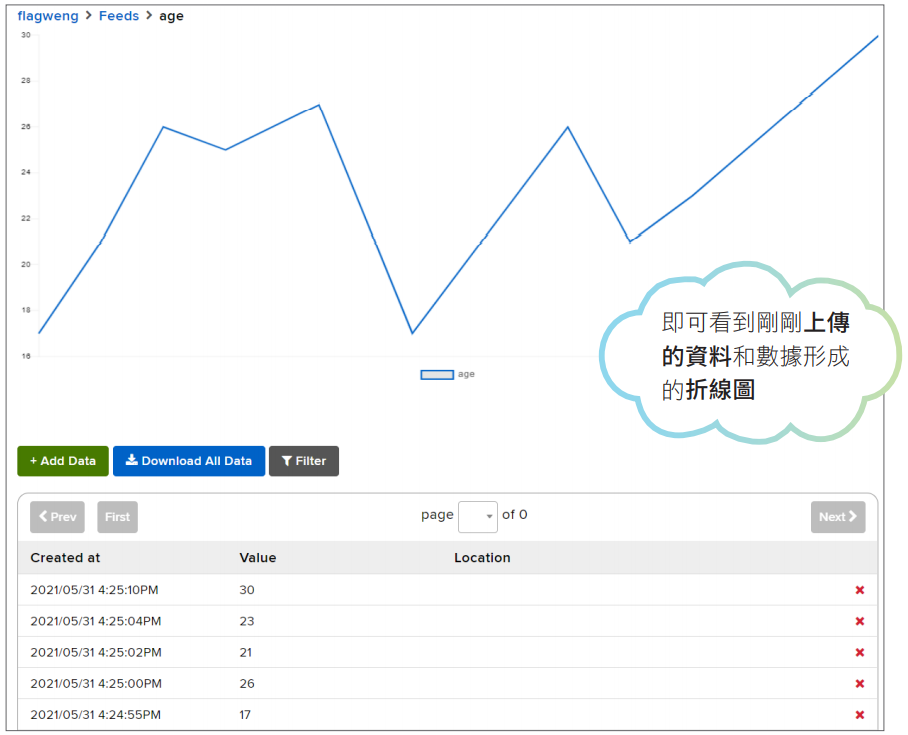 flagweng > Feeds > age
30
28
26
24
22
20
18
16
age
即可看到剛剛上傳
的資料和數據形成
的折線圖
+ Add Data
Download All Data
Filter
Prev
First
page
of 0
Next
Created at Value Location
2021/05/31 4:25:10PM 30
2021/05/31 4:25:04PM 23
2021/05/31 4:25:02PM 21
2021/05/31 4:25:00PM 26
2021/05/31 4:24:55PM 17